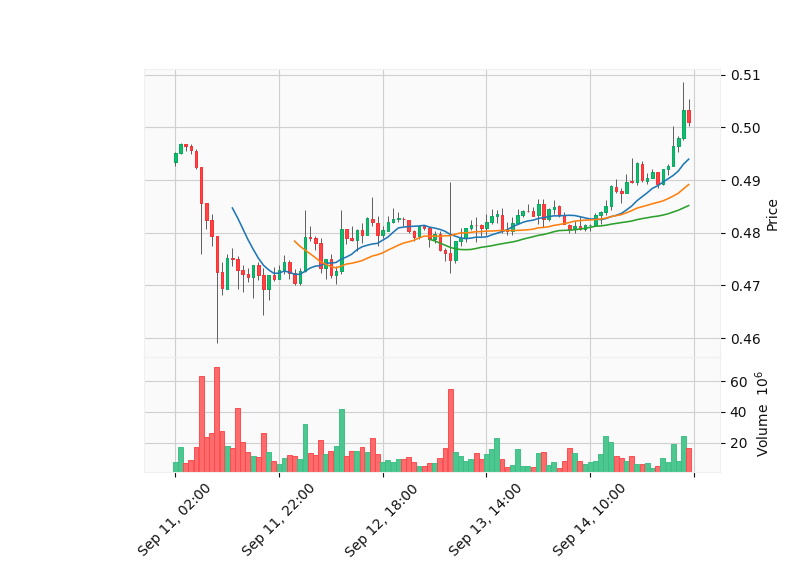 0.51
0.50
0.49
0.48
0.47
0.46
Price
60
40
20
Volume 10^6
Sep 11, 02:00
Sep 11, 22:00
Sep 12, 18:00
Sep 13, 14:00
Sep 14, 10:00